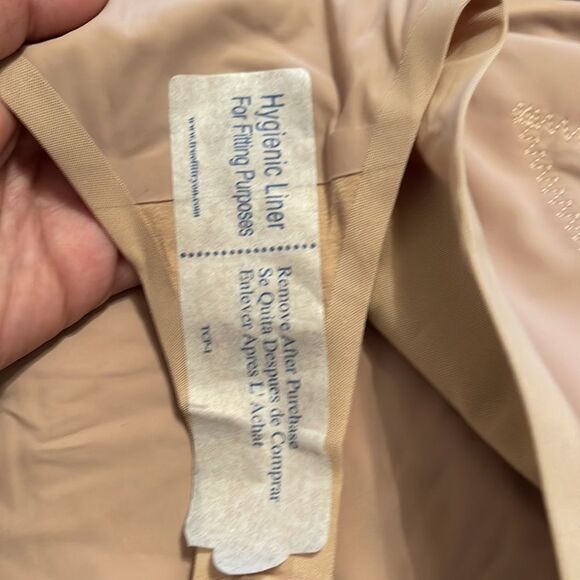 Hygienic Liner
For Fitting Purposes
Remove After Purchase
Se Quita Despues de Comprar
Enlever Apres L' Achat